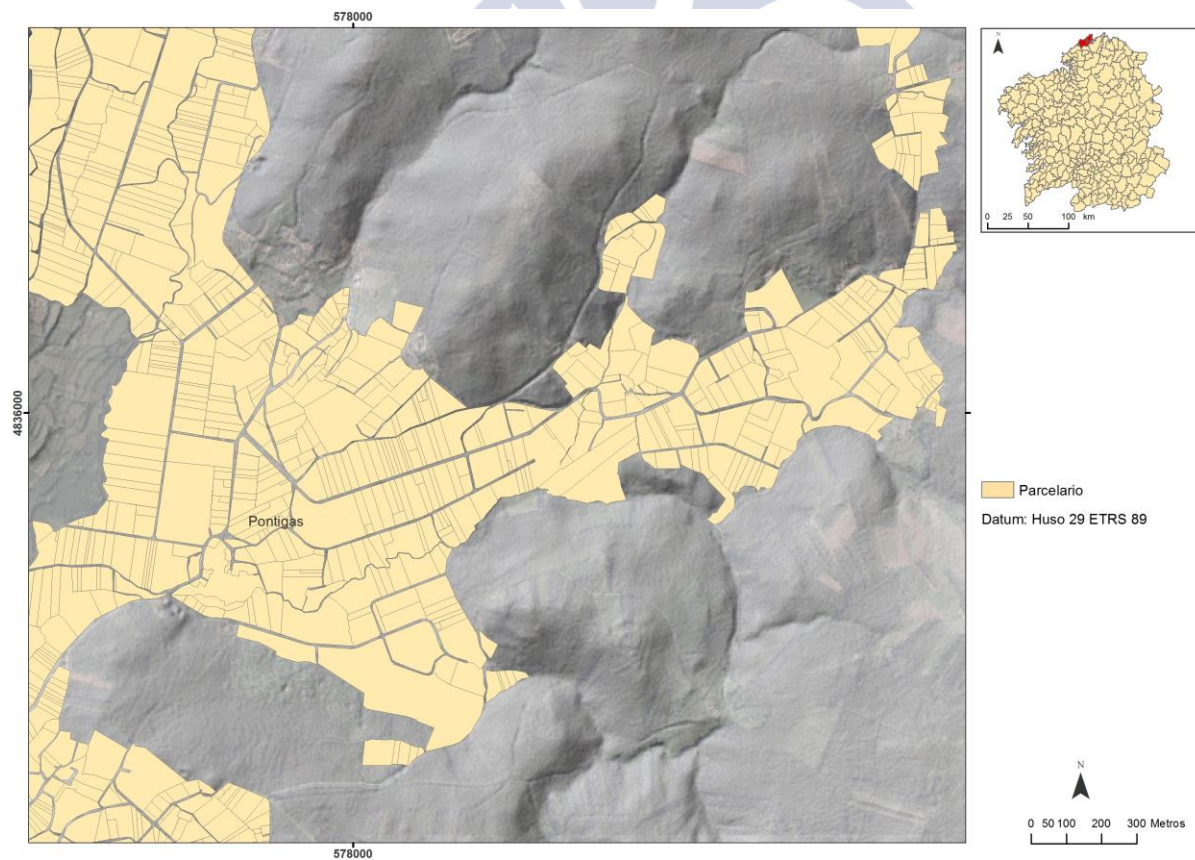 578000
N
0 25 50 100 km
4836000
Parcelario
Datum: Huso 29 ETRS 89
Pontigas
N
0 50 100 200 300 Metros
578000